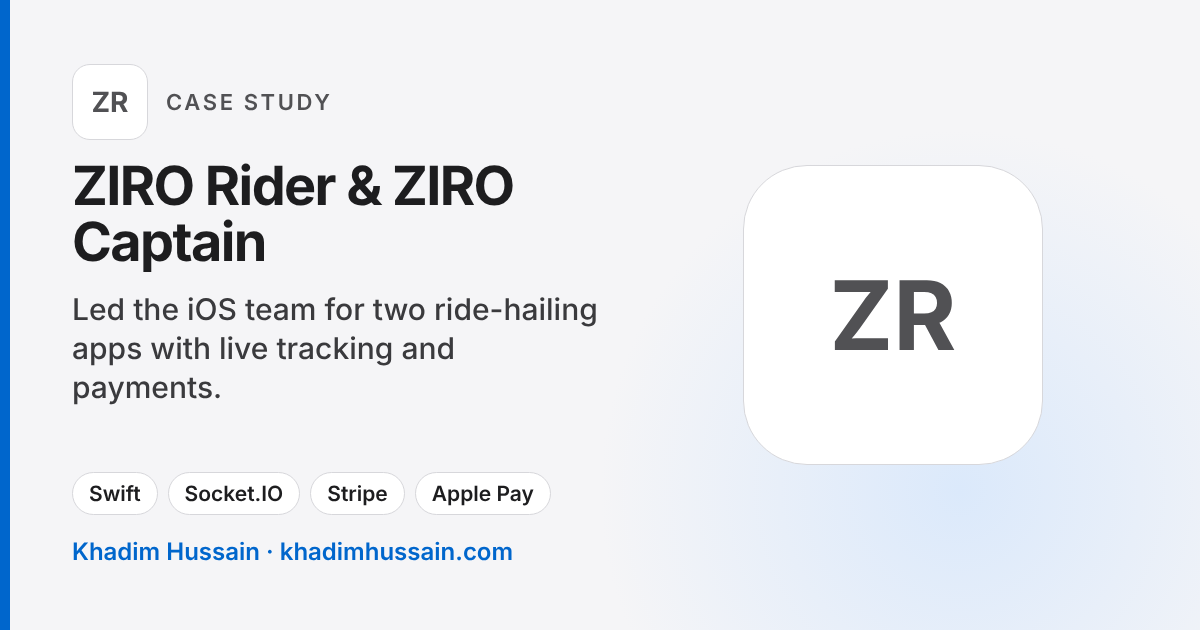 ZR
CASE STUDY
ZIRO Rider & ZIRO
Captain
Led the iOS team for two ride-hailing
apps with live tracking and
payments.
Swift
Socket.IO
Stripe
Apple Pay
Khadim Hussain · khadimhussain.com
ZR